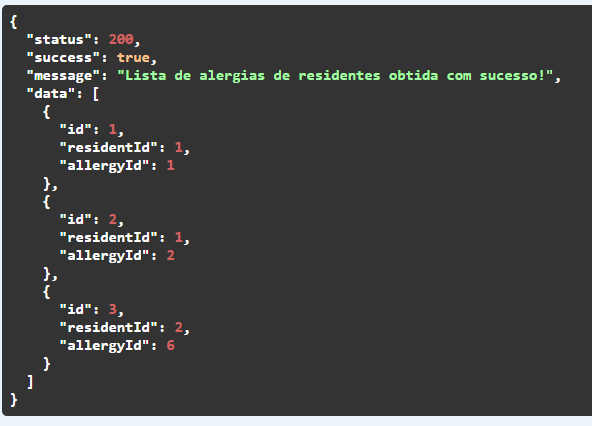 {
  "status": 200,
  "success": true,
  "message": "Lista de alergias de residentes obtida com sucesso!",
  "data": [
    {
      "id": 1,
      "residentId": 1,
      "allergyId": 1
    },
    {
      "id": 2,
      "residentId": 1,
      "allergyId": 2
    },
    {
      "id": 3,
      "residentId": 2,
      "allergyId": 6
    }
  ]
}